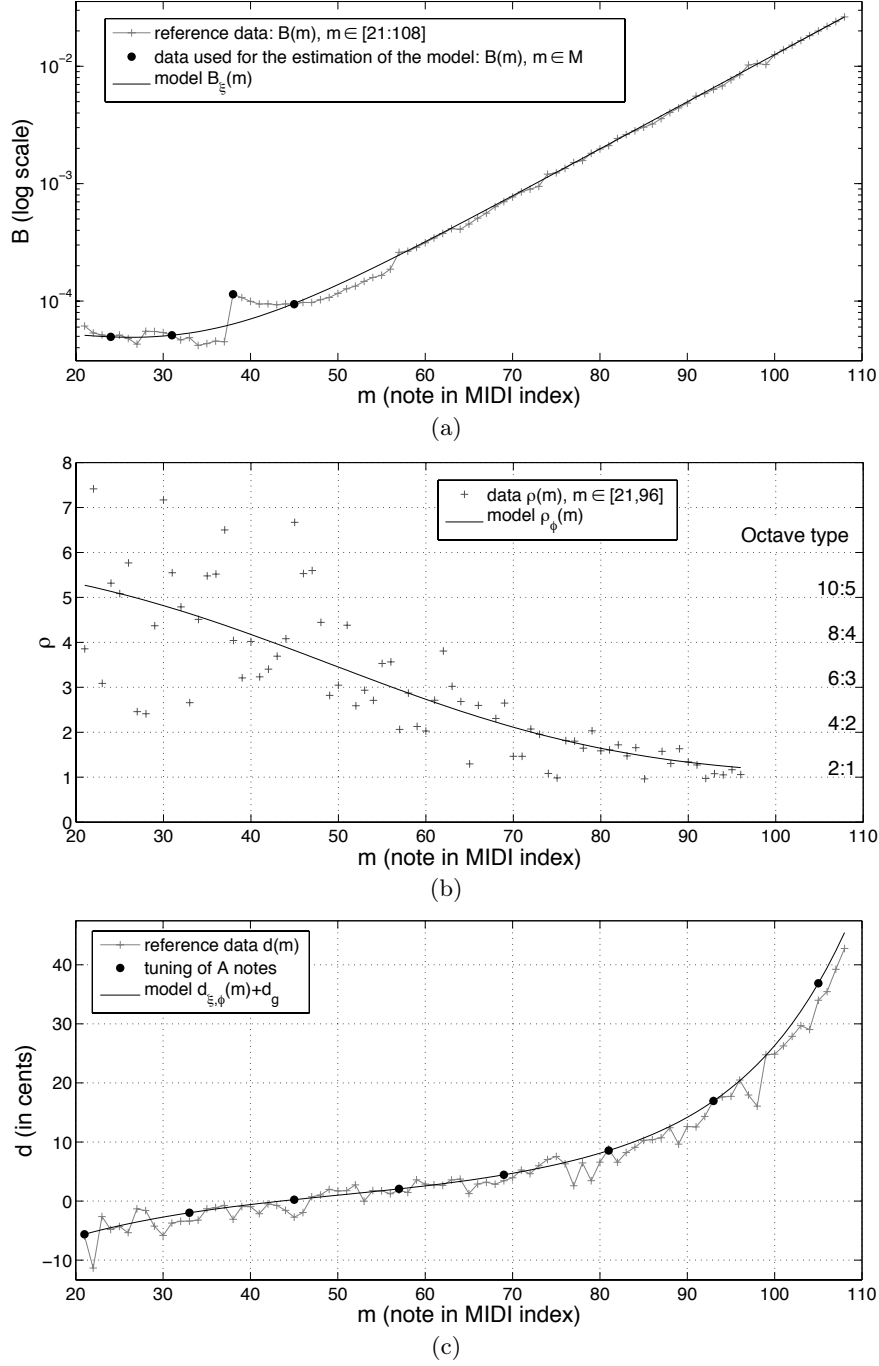 reference data: B(m), m ∈ [21:108]
data used for the estimation of the model: B(m), m ∈ M
model B_ξ(m)
10^-2
10^-3
10^-4
B (log scale)
20 30 40 50 60 70 80 90 100 110
m (note in MIDI index)
(a)
data ρ(m), m ∈ [21,96]
model ρ_ϕ(m)
Octave type
10:5
8:4
6:3
4:2
2:1
8
7
6
5
4
3
2
1
0
ρ
20 30 40 50 60 70 80 90 100 110
m (note in MIDI index)
(b)
reference data d(m)
tuning of A notes
model d_ξ,ϕ(m)+d_g
40
30
20
10
0
−10
d (in cents)
20 30 40 50 60 70 80 90 100 110
m (note in MIDI index)
(c)